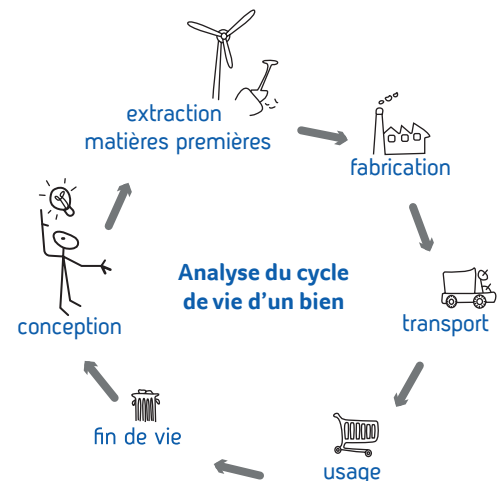 extraction
matières premières
fabrication
Analyse du cycle
de vie d'un bien
transport
conception
fin de vie
usage